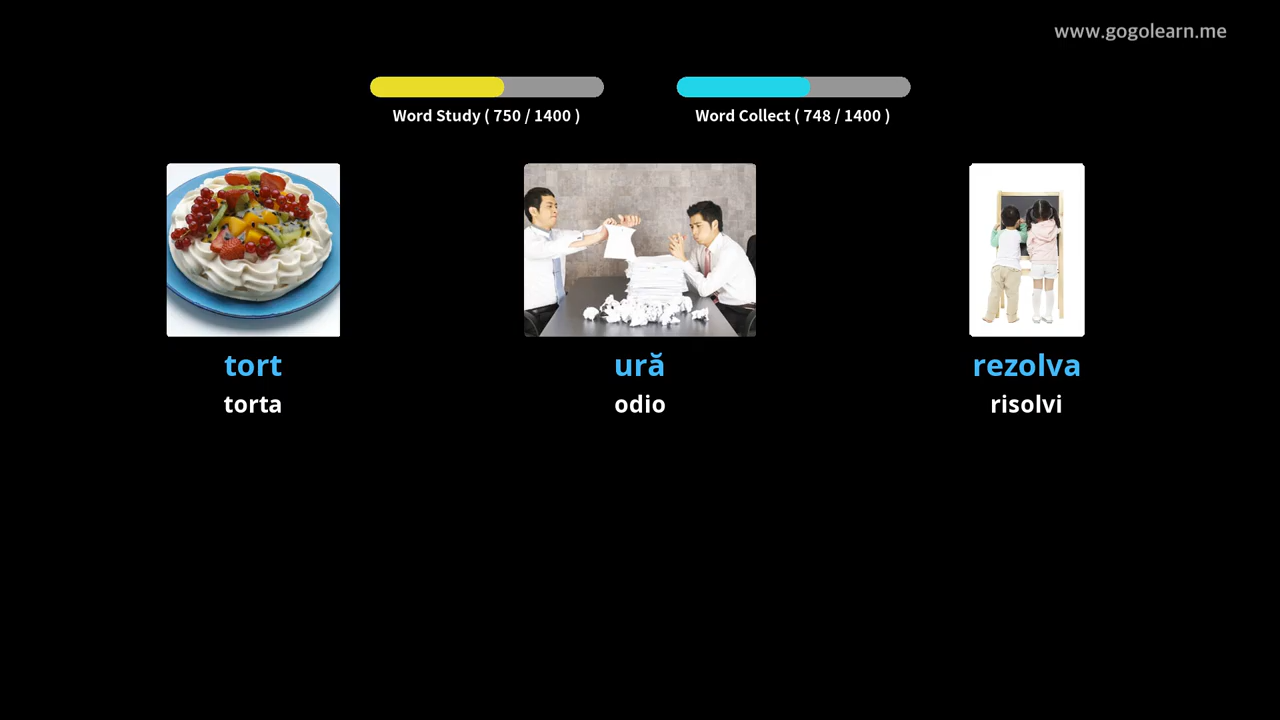 www.gogolearn.me
Word Study ( 750 / 1400 )
Word Collect ( 748 / 1400 )
tort
ură
rezolva
torta
odio
risolvi